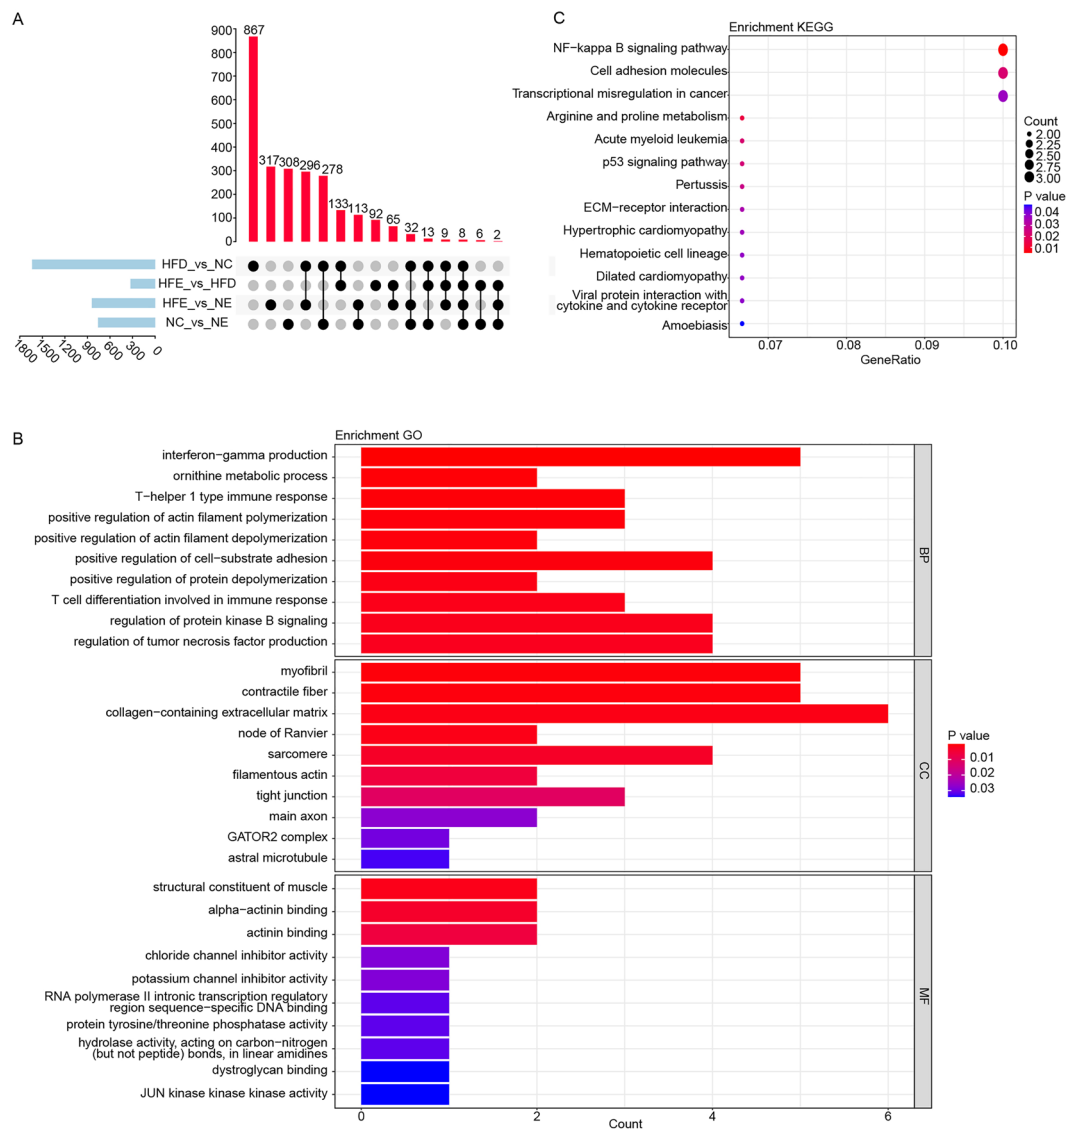 A
900
800
700
600
500
400
300
200
100
0
867
317
308
296
278
133
113
92
65
32
13
9
8
6
2
HFD_vs_NC
HFE_vs_HFD
HFE_vs_NE
NC_vs_NE
1800
1500
1200
900
600
300
0
C
Enrichment KEGG
NF−kappa B signaling pathway
Cell adhesion molecules
Transcriptional misregulation in cancer
Arginine and proline metabolism
Acute myeloid leukemia
p53 signaling pathway
Pertussis
ECM−receptor interaction
Hypertrophic cardiomyopathy
Hematopoietic cell lineage
Dilated cardiomyopathy
Viral protein interaction with
cytokine and cytokine receptor
Amoebiasis
0.07
0.08
0.09
0.10
GeneRatio
Count
2.00
2.25
2.50
2.75
3.00
P value
0.04
0.03
0.02
0.01
B
Enrichment GO
interferon−gamma production
ornithine metabolic process
T−helper 1 type immune response
positive regulation of actin filament polymerization
positive regulation of actin filament depolymerization
positive regulation of cell−substrate adhesion
positive regulation of protein depolymerization
T cell differentiation involved in immune response
regulation of protein kinase B signaling
regulation of tumor necrosis factor production
BP
myofibril
contractile fiber
collagen−containing extracellular matrix
node of Ranvier
sarcomere
filamentous actin
tight junction
main axon
GATOR2 complex
astral microtubule
CC
structural constituent of muscle
alpha−actinin binding
actinin binding
chloride channel inhibitor activity
potassium channel inhibitor activity
RNA polymerase II intronic transcription regulatory
region sequence−specific DNA binding
protein tyrosine/threonine phosphatase activity
hydrolase activity, acting on carbon−nitrogen
(but not peptide) bonds, in linear amidines
dystroglycan binding
JUN kinase kinase kinase activity
MF
0
2
4
6
Count
P value
0.01
0.02
0.03